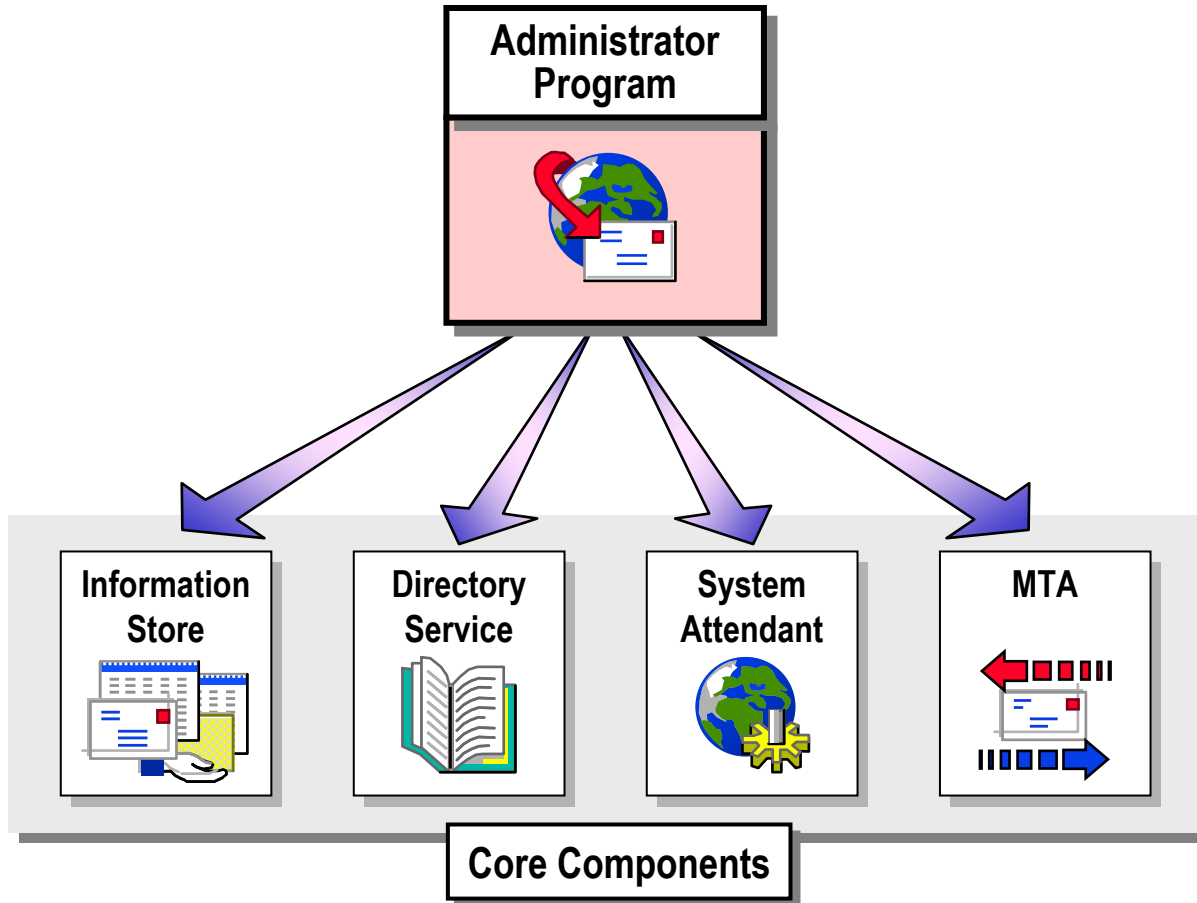 Administrator
Program
Information
Store
Directory
Service
System
Attendant
MTA
Core Components